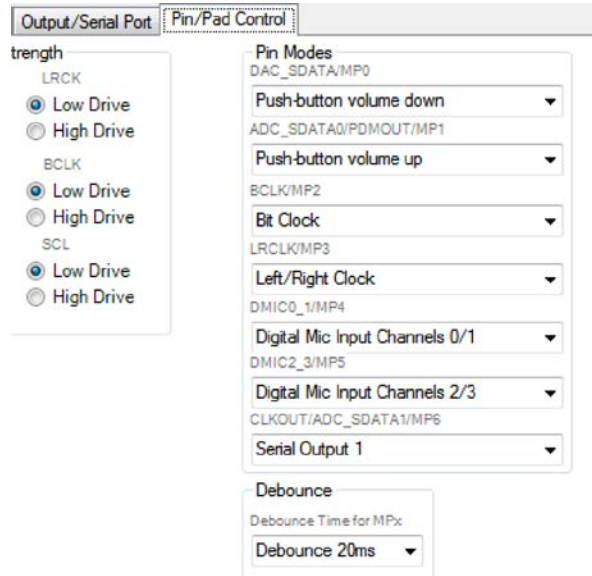 Output/Serial Port Pin/Pad Control
trength
LRCK
Low Drive
High Drive
BCLK
Low Drive
High Drive
SCL
Low Drive
High Drive
Pin Modes
DAC_SDATA/MP0
Push-button volume down
ADC_SDATA0/PDMOUT/MP1
Push-button volume up
BCLK/MP2
Bit Clock
LRCLK/MP3
Left/Right Clock
DMIC0_1/MP4
Digital Mic Input Channels 0/1
DMIC2_3/MP5
Digital Mic Input Channels 2/3
CLKOUT/ADC_SDATA1/MP6
Serial Output 1
Debounce
Debounce Time for MPx
Debounce 20ms